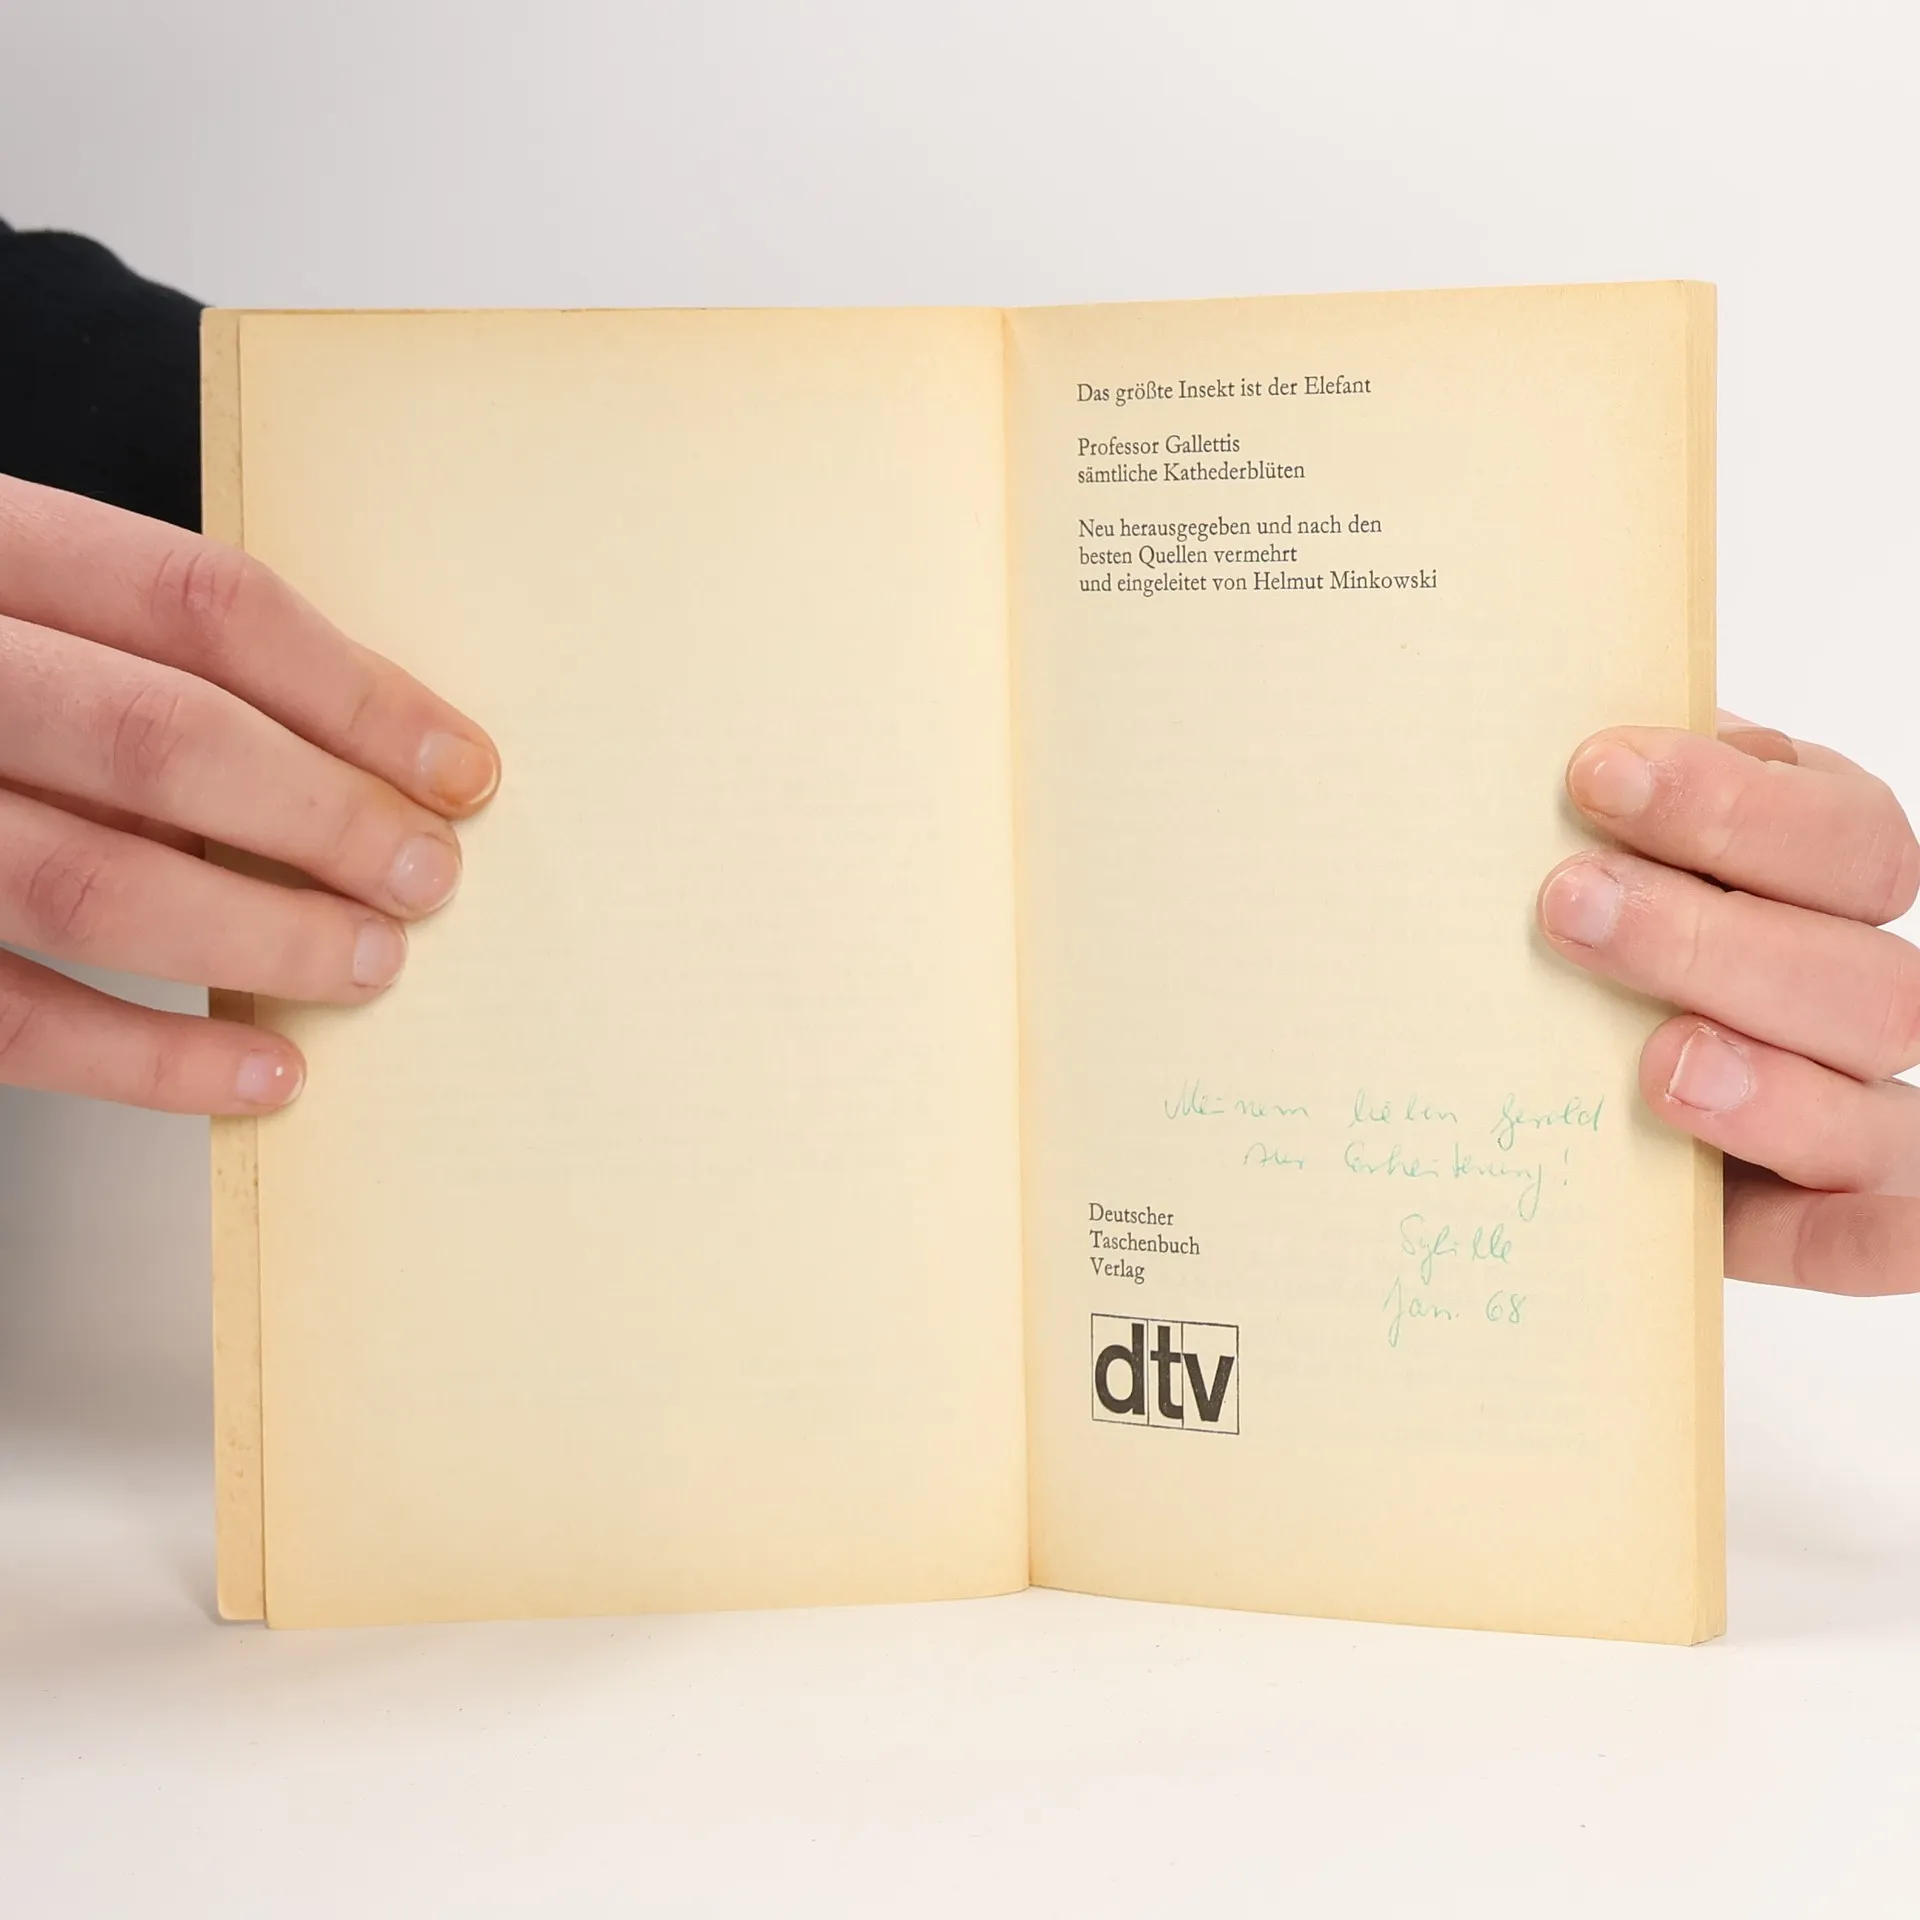 Das größte Insekt ist der Elefant
Professor Gallettis
sämtliche Kathederblüten
Neu herausgegeben und nach den
besten Quellen vermehrt
und eingeleitet von Helmut Minkowski
Meinem lieben Gerold
zur Erheiterung!
Sybille
Jan. 68
Deutscher
Taschenbuch
Verlag
dtv